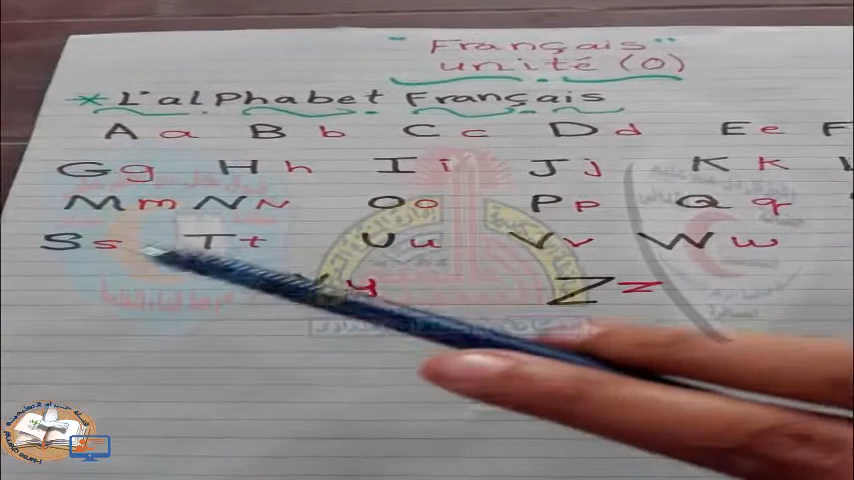 " Français "
unité (0)
* L'alphabet Français
A a B b C c D d E e F
G g H h I i J j K k
M m N n O o P p Q q
S s T t U u V v W w
y Z z